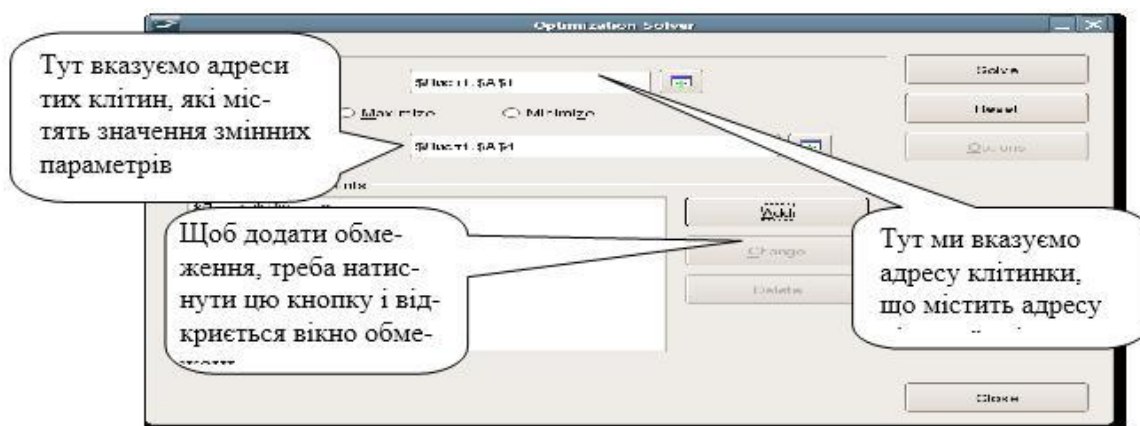 Optimization Solver
Тут вказуємо адреси
тих клітин, які міс-
тять значення змінних
параметрів
Solve
Maximize
Minimize
Reset
Options
Add
Change
Delete
Щоб додати обме-
ження, треба натис-
нути цю кнопку і від-
криється вікно обме-
Тут ми вказуємо
адресу клітинки,
що містить адресу
Close